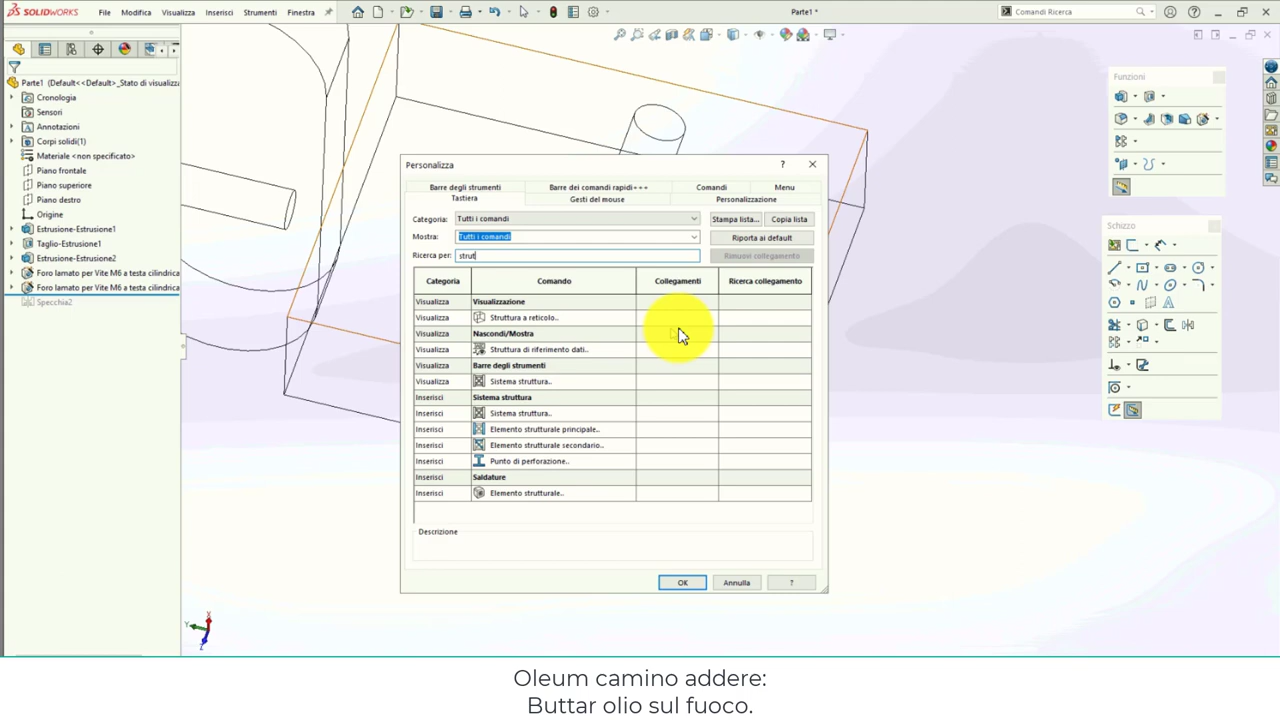 SOLIDWORKS
File
Modifica
Visualizza
Inserisci
Strumenti
Finestra
Parte1 *
Comandi Ricerca
Parte1 (Default<<Default>_Stato di visualizza
Cronologia
Sensori
Annotazioni
Corpi solidi(1)
Materiale <non specificato>
Piano frontale
Piano superiore
Piano destro
Origine
Estrusione-Estrusione1
Taglio-Estrusione1
Estrusione-Estrusione2
Foro lamato per Vite M6 a testa cilindrica
Foro lamato per Vite M6 a testa cilindrica
Specchia2
Funzioni
Schizzo
Personalizza
?
Barre degli strumenti
Barre dei comandi rapidi
Comandi
Menu
Tastiera
Gesti del mouse
Personalizzazione
Categoria:
Tutti i comandi
Stampa lista...
Copia lista
Mostra:
Tutti i comandi
Riporta ai default
Ricerca per:
strut
Rimuovi collegamento
Categoria Comando Collegamenti Ricerca collegamento
Visualizza Visualizzazione
Visualizza Struttura a reticolo..
Visualizza Nascondi/Mostra
Visualizza Struttura di riferimento dati..
Visualizza Barre degli strumenti
Visualizza Sistema struttura..
Inserisci Sistema struttura
Inserisci Sistema struttura..
Inserisci Elemento strutturale principale..
Inserisci Elemento strutturale secondario..
Inserisci Punto di perforazione..
Inserisci Saldature
Inserisci Elemento strutturale..
Descrizione
OK
Annulla
?
Y
X
Z
Oleum camino addere:
Buttar olio sul fuoco.